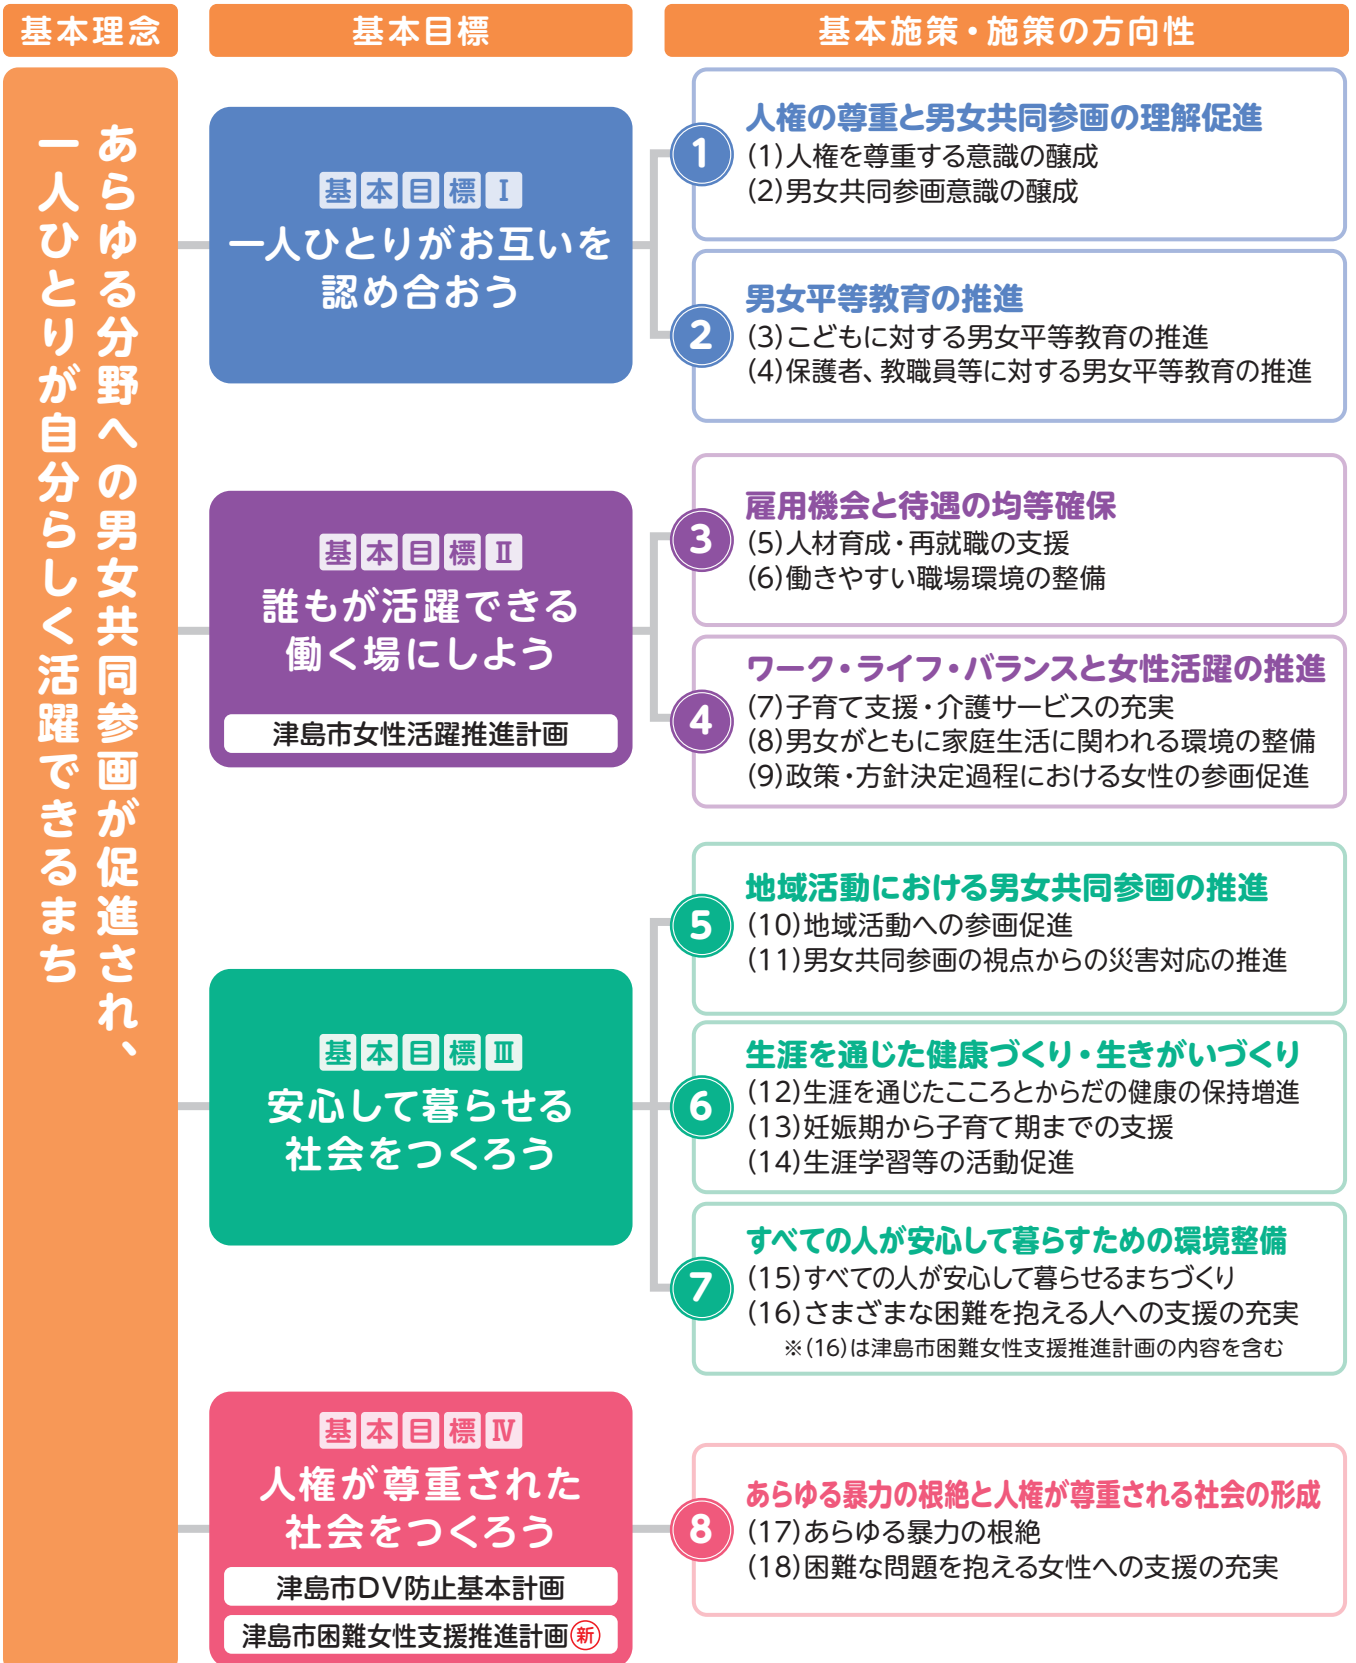 基本理念
基本目標
基本施策・施策の方向性
あらゆる分野への男女共同参画が促進され、
一人ひとりが自分らしく活躍できるまち
基本目標Ⅰ
一人ひとりがお互いを
認め合おう
1
人権の尊重と男女共同参画の理解促進
(1)人権を尊重する意識の醸成
(2)男女共同参画意識の醸成
2
男女平等教育の推進
(3)こどもに対する男女平等教育の推進
(4)保護者、教職員等に対する男女平等教育の推進
基本目標Ⅱ
誰もが活躍できる
働く場にしよう
津島市女性活躍推進計画
3
雇用機会と待遇の均等確保
(5)人材育成・再就職の支援
(6)働きやすい職場環境の整備
4
ワーク・ライフ・バランスと女性活躍の推進
(7)子育て支援・介護サービスの充実
(8)男女がともに家庭生活に関われる環境の整備
(9)政策・方針決定過程における女性の参画促進
基本目標Ⅲ
安心して暮らせる
社会をつくろう
5
地域活動における男女共同参画の推進
(10)地域活動への参画促進
(11)男女共同参画の視点からの災害対応の推進
6
生涯を通じた健康づくり・生きがいづくり
(12)生涯を通じたこころとからだの健康の保持増進
(13)妊娠期から子育て期までの支援
(14)生涯学習等の活動促進
7
すべての人が安心して暮らすための環境整備
(15)すべての人が安心して暮らせるまちづくり
(16)さまざまな困難を抱える人への支援の充実
※(16)は津島市困難女性支援推進計画の内容を含む
基本目標Ⅳ
人権が尊重された
社会をつくろう
津島市DV防止基本計画
津島市困難女性支援推進計画新
8
あらゆる暴力の根絶と人権が尊重される社会の形成
(17)あらゆる暴力の根絶
(18)困難な問題を抱える女性への支援の充実